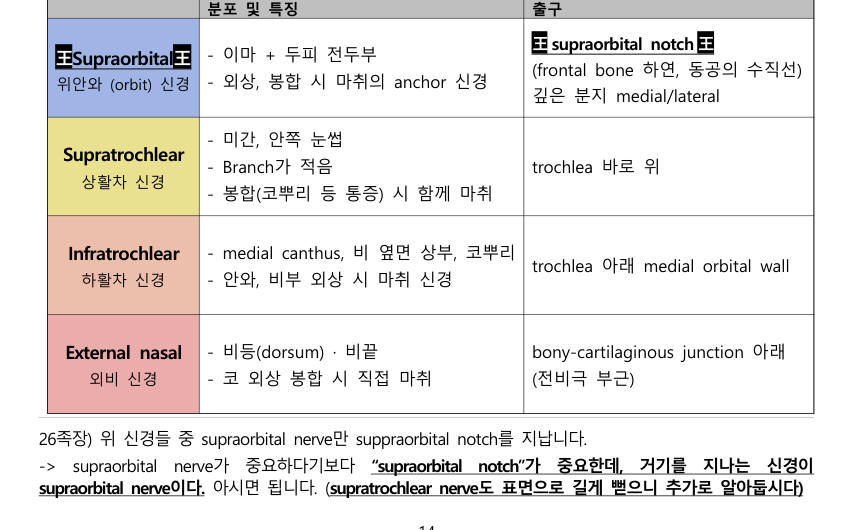 분포 및 특징
출구
王Supraorbital王
위안와 (orbit) 신경
- 이마 + 두피 전두부
- 외상, 봉합 시 마취의 anchor 신경
王 supraorbital notch 王
(frontal bone 하연, 동공의 수직선)
깊은 분지 medial/lateral
Supratrochlear
상활차 신경
- 미간, 안쪽 눈썹
- Branch가 적음
- 봉합(코뿌리 등 통증) 시 함께 마취
trochlea 바로 위
Infratrochlear
하활차 신경
- medial canthus, 비 옆면 상부, 코뿌리
- 안와, 비부 외상 시 마취 신경
trochlea 아래 medial orbital wall
External nasal
외비 신경
- 비등(dorsum) · 비끝
- 코 외상 봉합 시 직접 마취
bony-cartilaginous junction 아래
(전비극 부근)
26족장) 위 신경들 중 supraorbital nerve만 suppraorbital notch를 지납니다.
-> supraorbital nerve가 중요하다기보다 “supraorbital notch”가 중요한데, 거기를 지나는 신경이
supraorbital nerve이다. 아시면 됩니다. (supratrochlear nerve도 표면으로 길게 뻗으니 추가로 알아둡시다)